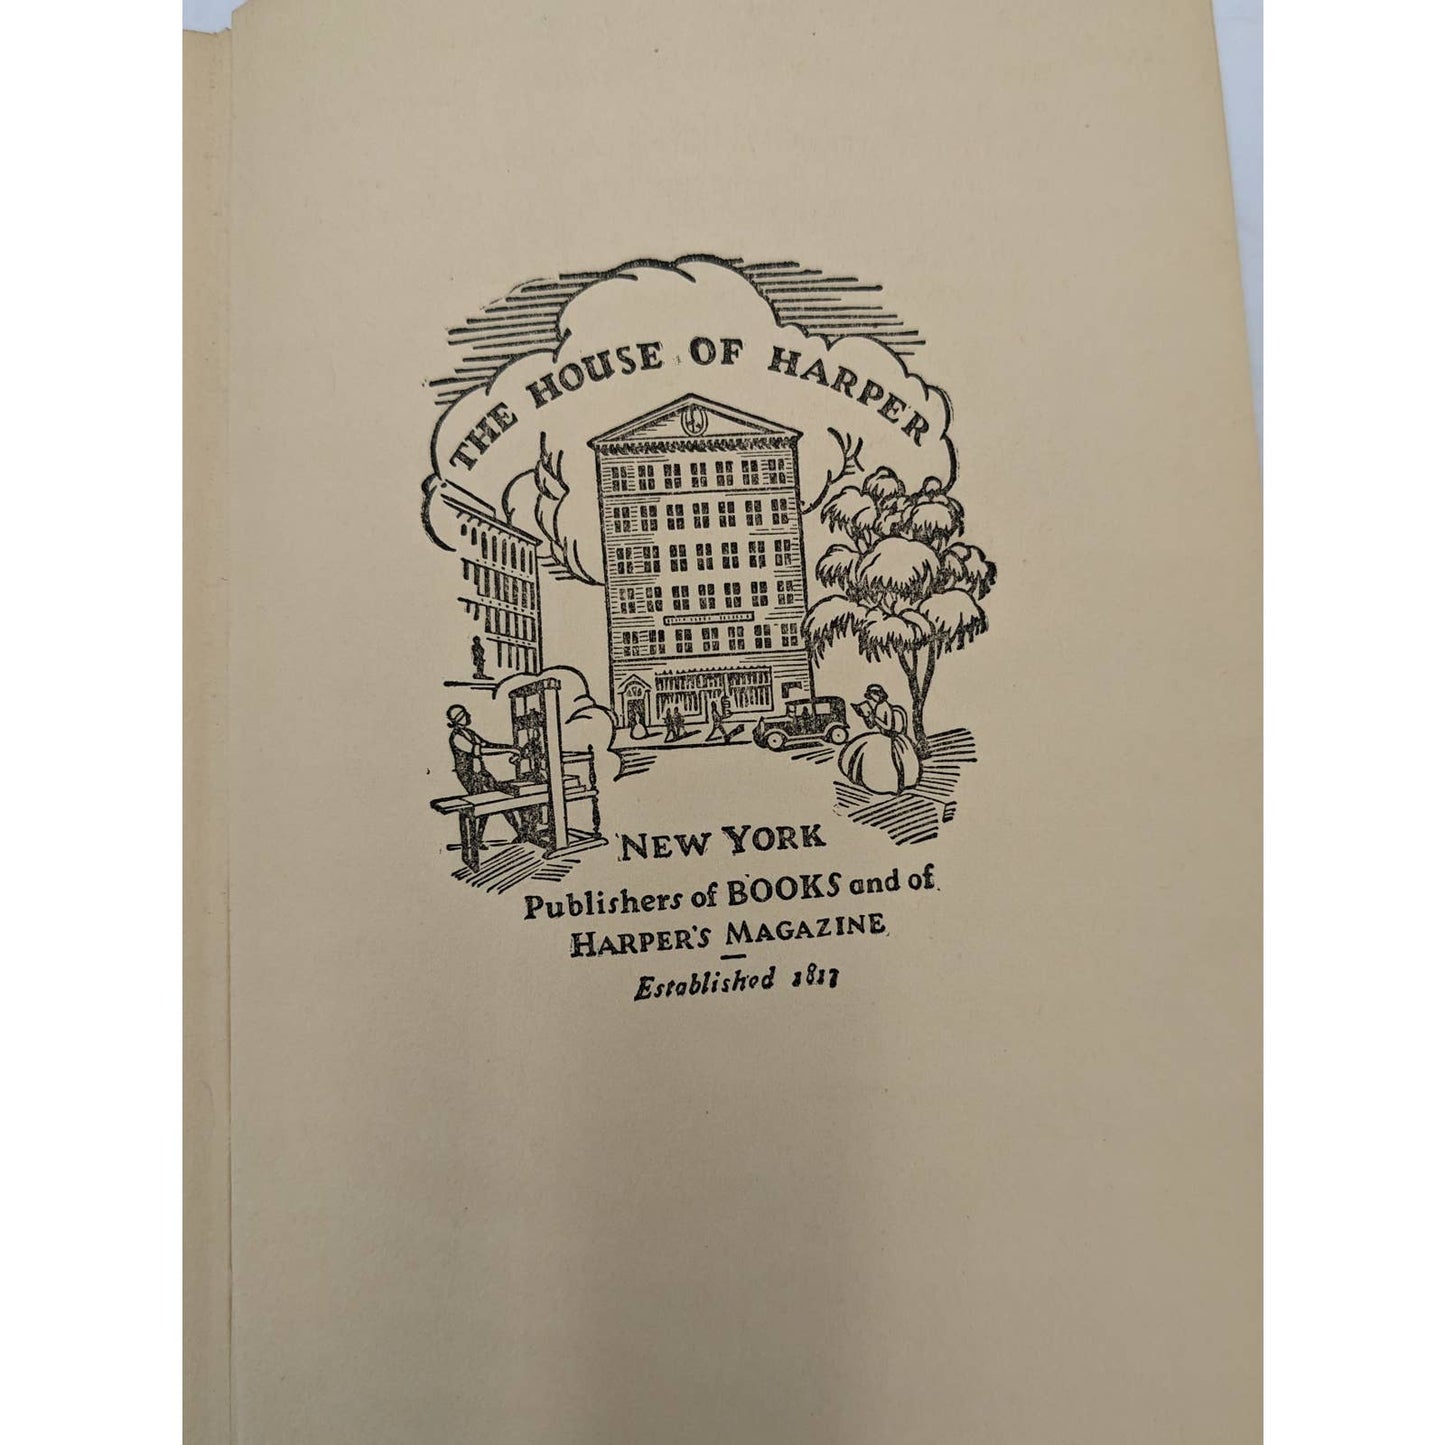 THE HOUSE OF HARPER
NEW YORK
Publishers of BOOKS and of
HARPER'S MAGAZINE
Established 1817